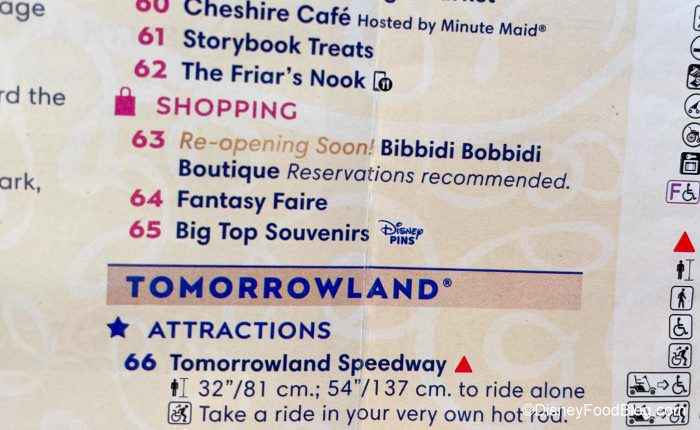 age
60 Cheshire Café Hosted by Minute Maid®
61 Storybook Treats
62 The Friar's Nook
rd the
SHOPPING
63 Re-opening Soon! Bibbidi Bobbidi
Boutique Reservations recommended.
ark,
64 Fantasy Faire
65 Big Top Souvenirs Disney PINS
F
TOMORROWLAND®
ATTRACTIONS
66 Tomorrowland Speedway
32"/81 cm.; 54"/137 cm. to ride alone
Take a ride in your very own hot rod.
©DisneyFoodBlog.com